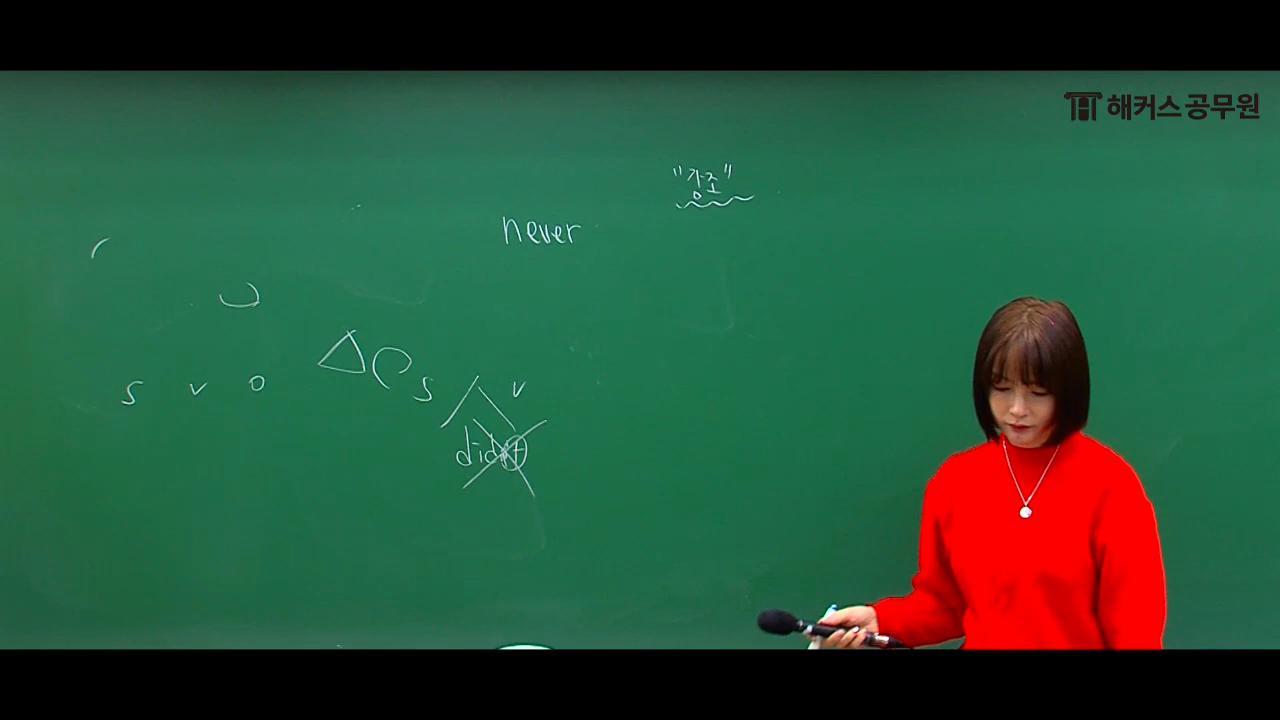 해커스공무원
"강조"
never
s v o △ s v
didn't